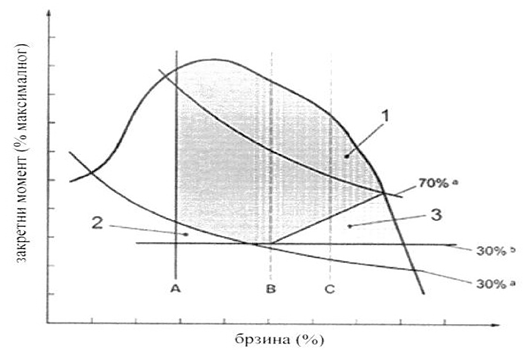 закретни момент (% максималног)
1
70% a
2
3
30% b
A
B
C
30% a
брзина (%)